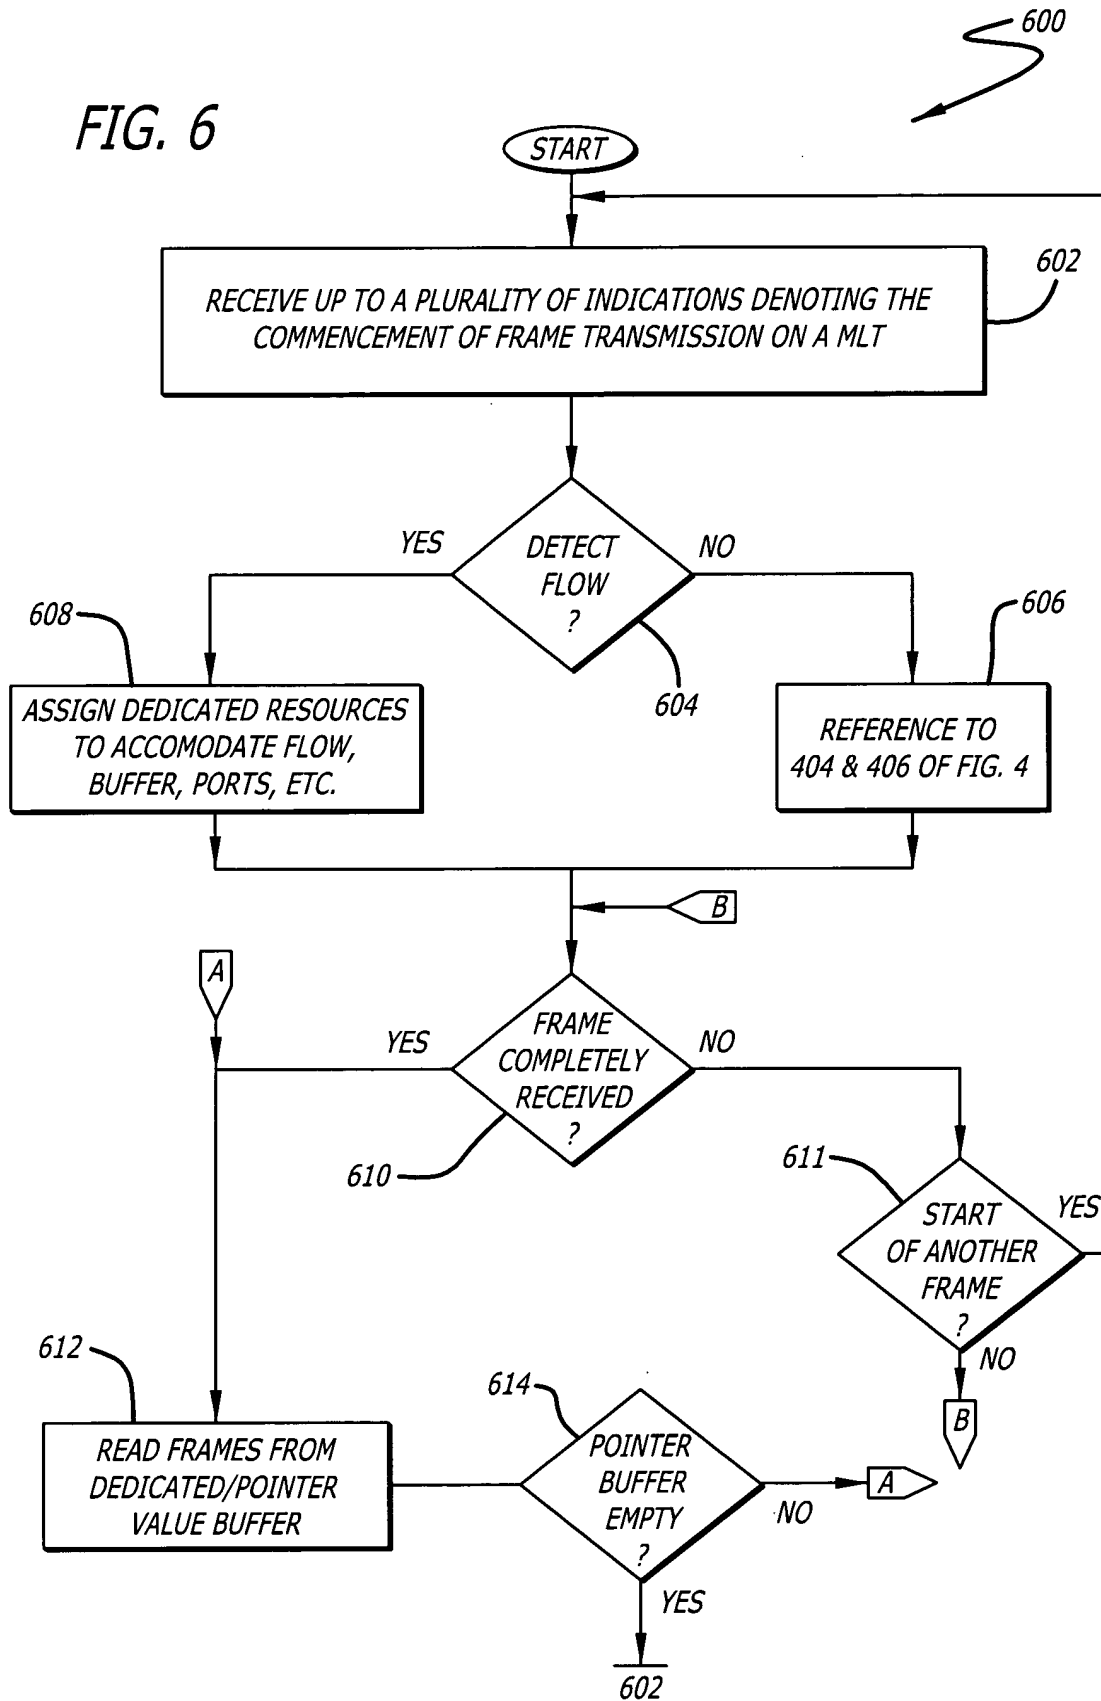 600
FIG. 6
START
602
RECEIVE UP TO A PLURALITY OF INDICATIONS DENOTING THE
COMMENCEMENT OF FRAME TRANSMISSION ON A MLT
YES
DETECT
FLOW
?
NO
604
608
ASSIGN DEDICATED RESOURCES
TO ACCOMODATE FLOW,
BUFFER, PORTS, ETC.
606
REFERENCE TO
404 & 406 OF FIG. 4
B
A
YES
FRAME
COMPLETELY
RECEIVED
?
NO
610
611
START
OF ANOTHER
FRAME
?
YES
NO
B
612
READ FRAMES FROM
DEDICATED/POINTER
VALUE BUFFER
614
POINTER
BUFFER
EMPTY
?
NO
A
YES
602